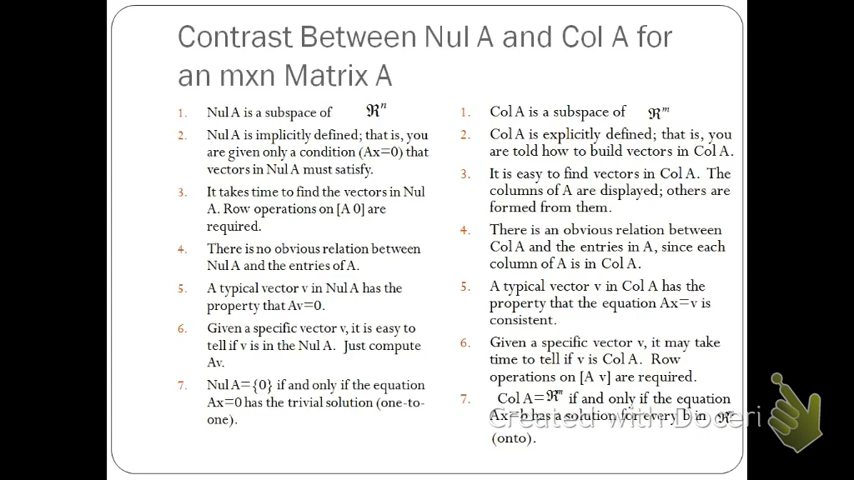 Contrast Between Nul A and Col A for
an mxn Matrix A
1. Nul A is a subspace of ℜⁿ
2. Nul A is implicitly defined; that is, you
are given only a condition (Ax=0) that
vectors in Nul A must satisfy.
3. It takes time to find the vectors in Nul
A. Row operations on [A 0] are
required.
4. There is no obvious relation between
Nul A and the entries of A.
5. A typical vector v in Nul A has the
property that Av=0.
6. Given a specific vector v, it is easy to
tell if v is in the Nul A. Just compute
Av.
7. Nul A={0} if and only if the equation
Ax=0 has the trivial solution (one-to-
one).
1. Col A is a subspace of ℜᵐ
2. Col A is explicitly defined; that is, you
are told how to build vectors in Col A.
3. It is easy to find vectors in Col A. The
columns of A are displayed; others are
formed from them.
4. There is an obvious relation between
Col A and the entries in A, since each
column of A is in Col A.
5. A typical vector v in Col A has the
property that the equation Ax=v is
consistent.
6. Given a specific vector v, it may take
time to tell if v is Col A. Row
operations on [A v] are required.
7. Col A=ℜᵐ if and only if the equation
Ax=b has a solution for every b in ℜᵐ
(onto).
Created with Doceri